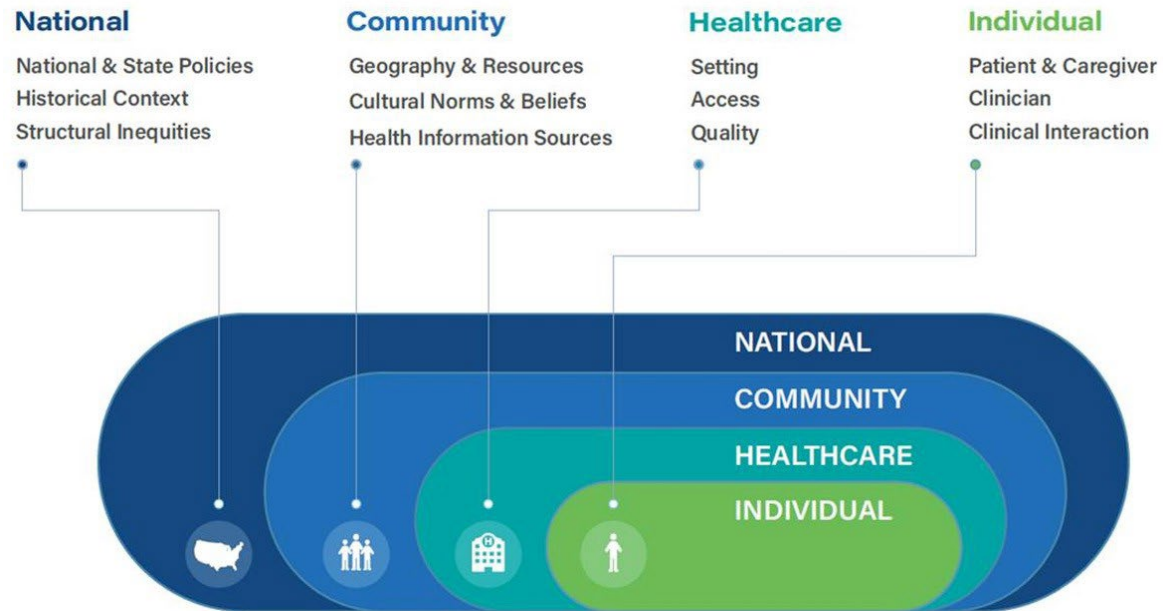 National
National & State Policies
Historical Context
Structural Inequities
Community
Geography & Resources
Cultural Norms & Beliefs
Health Information Sources
Healthcare
Setting
Access
Quality
Individual
Patient & Caregiver
Clinician
Clinical Interaction
NATIONAL
COMMUNITY
HEALTHCARE
INDIVIDUAL
H